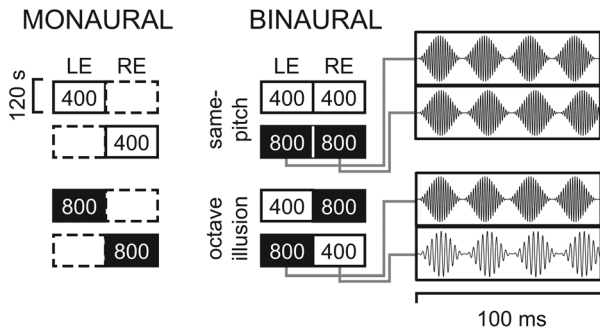 MONAURAL
LE RE
120 s
400
400
800
800
BINAURAL
LE RE
same-
pitch
400 400
800 800
octave
illusion
400 800
800 400
100 ms